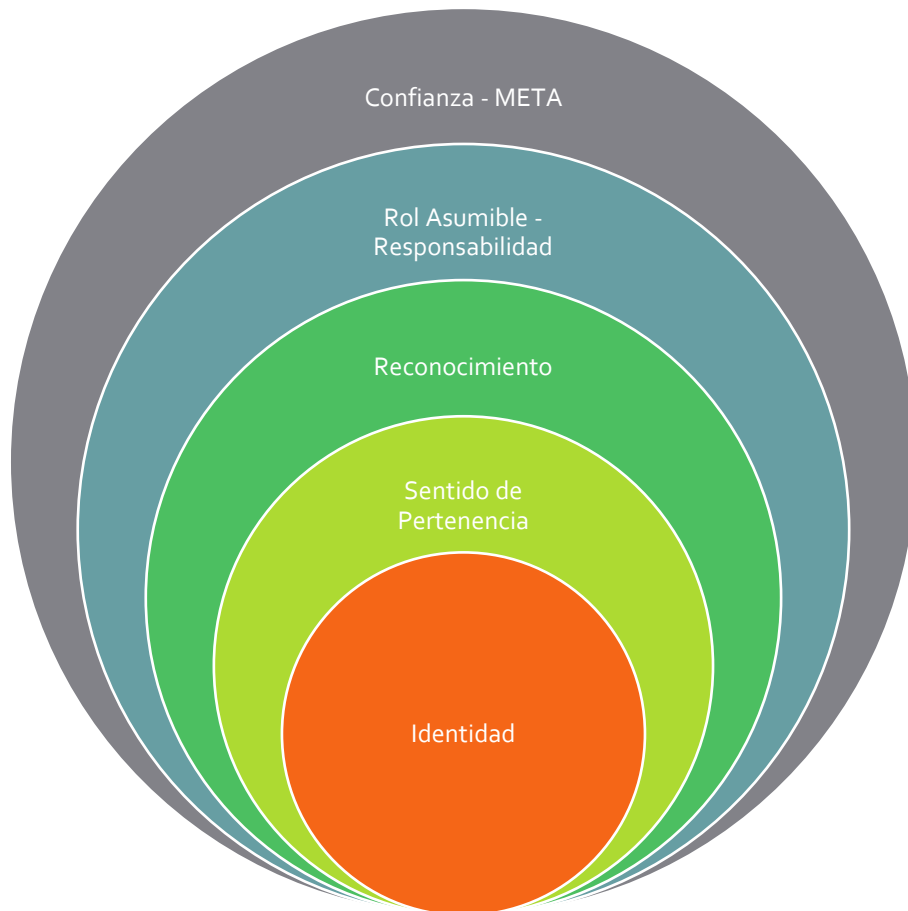 Confianza - META
Rol Asumible -
Responsabilidad
Reconocimiento
Sentido de
Pertenencia
Identidad